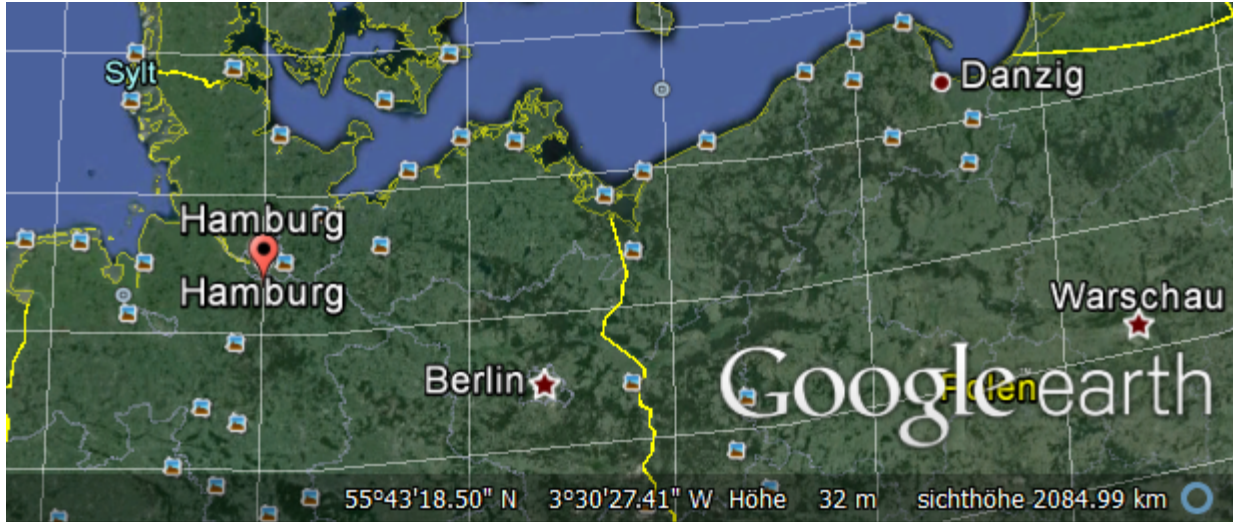 Sylt
Danzig
Hamburg
Hamburg
Warschau
Berlin
Polen
Google™ earth
55°43'18.50" N 3°30'27.41" W Höhe 32 m sichthöhe 2084.99 km